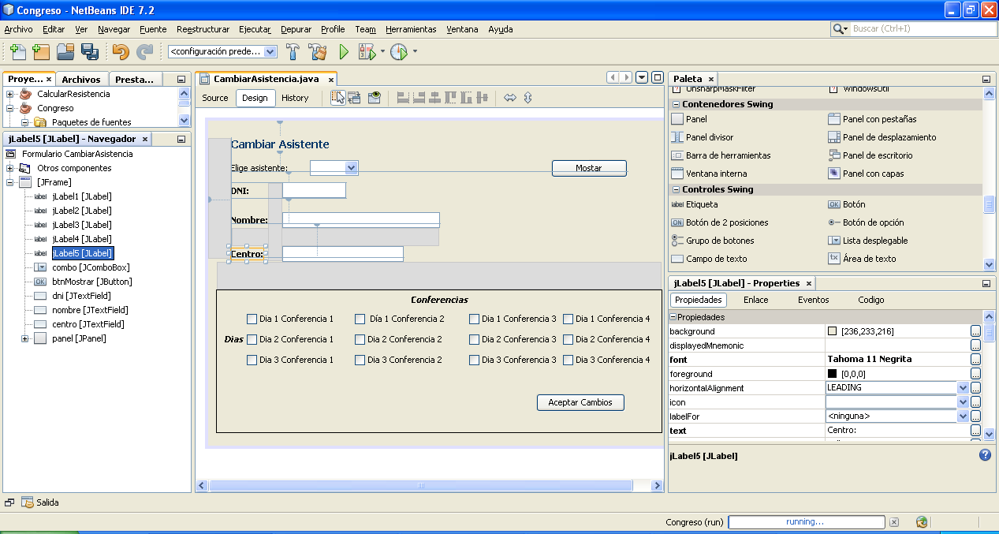 Congreso - NetBeans IDE 7.2
Archivo Editar Ver Navegar Fuente Reestructurar Ejecutar Depurar Profile Team Herramientas Ventana Ayuda
Buscar (Ctrl+I)
<configuración prede...
Proye... × Archivos Presta...
CalcularResistencia
Congreso
Paquetes de fuentes
jLabel5 [JLabel] - Navegador ×
Formulario CambiarAsistencia
Otros componentes
[JFrame]
label jLabel1 [JLabel]
label jLabel2 [JLabel]
label jLabel3 [JLabel]
label jLabel4 [JLabel]
label jLabel5 [JLabel]
combo [JComboBox]
OK btnMostrar [JButton]
dni [JTextField]
nombre [JTextField]
centro [JTextField]
panel [JPanel]
CambiarAsistencia.java ×
Source Design History
Cambiar Asistente
Elige asistente:
Mostar
DNI:
Nombre:
Centro:
Conferencias
Dia 1 Conferencia 1 Día 1 Conferencia 2 Dia 1 Conferencia 3 Dia 1 Conferencia 4
Dias Dia 2 Conferencia 1 Dia 2 Conferencia 2 Dia 2 Conferencia 3 Dia 2 Conferencia 4
Dia 3 Conferencia 1 Dia 3 Conferencia 2 Dia 3 Conferencia 3 Dia 3 Conferencia 4
Aceptar Cambios
Paleta ×
UnsharpMaskFilter WindowsUtil
Contenedores Swing
Panel Panel con pestañas
Panel divisor Panel de desplazamiento
Barra de herramientas Panel de escritorio
Ventana interna Panel con capas
Controles Swing
label Etiqueta OK Botón
ON Botón de 2 posiciones Botón de opción
Grupo de botones Lista desplegable
Campo de texto Área de texto
jLabel5 [JLabel] - Properties ×
Propiedades Enlace Eventos Codigo
Propiedades
background [236,233,216] ...
displayedMnemonic ...
font Tahoma 11 Negrita ...
foreground [0,0,0] ...
horizontalAlignment LEADING ...
icon ...
labelFor <ninguna> ...
text Centro: ...
jLabel5 [JLabel]
Salida
Congreso (run) running...